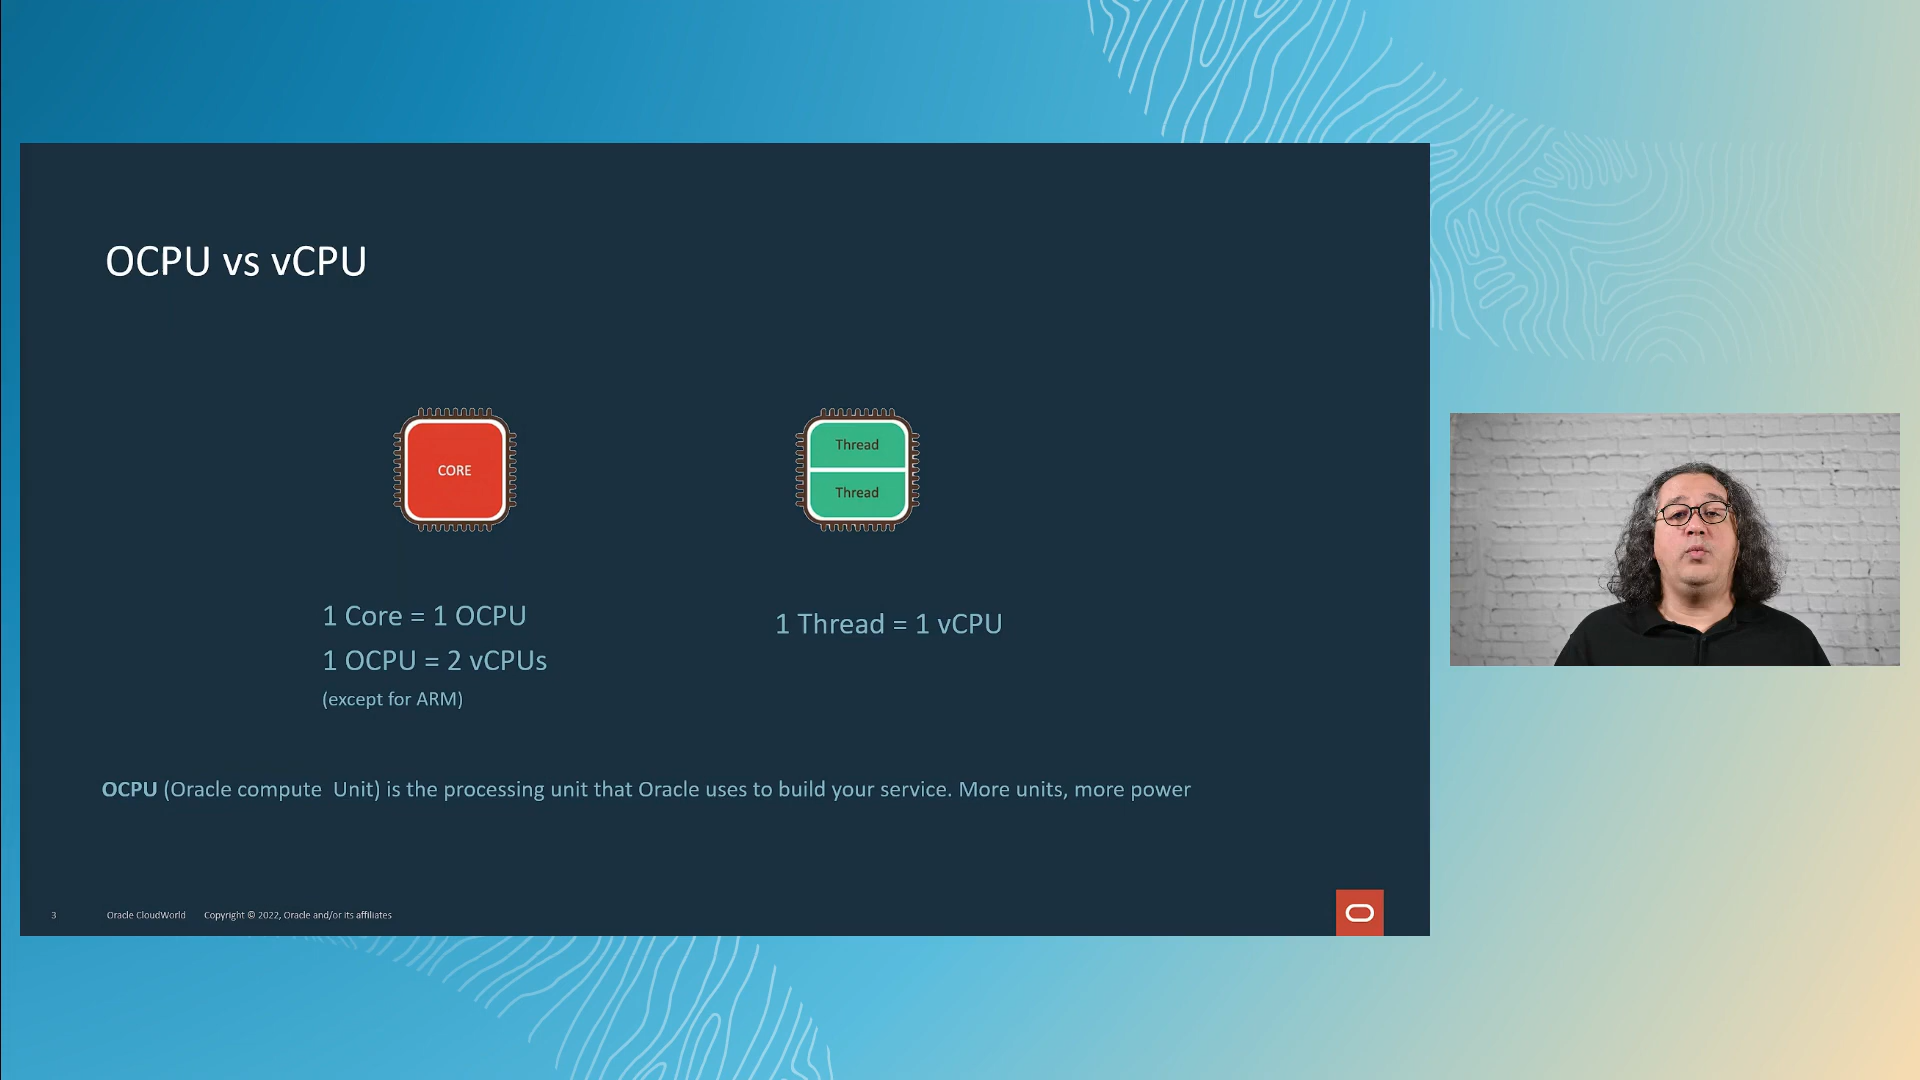 OCPU vs vCPU
CORE
Thread
Thread
1 Core = 1 OCPU
1 OCPU = 2 vCPUs
(except for ARM)
1 Thread = 1 vCPU
OCPU (Oracle compute  Unit) is the processing unit that Oracle uses to build your service. More units, more power
3 Oracle CloudWorld Copyright © 2022, Oracle and/or its affiliates